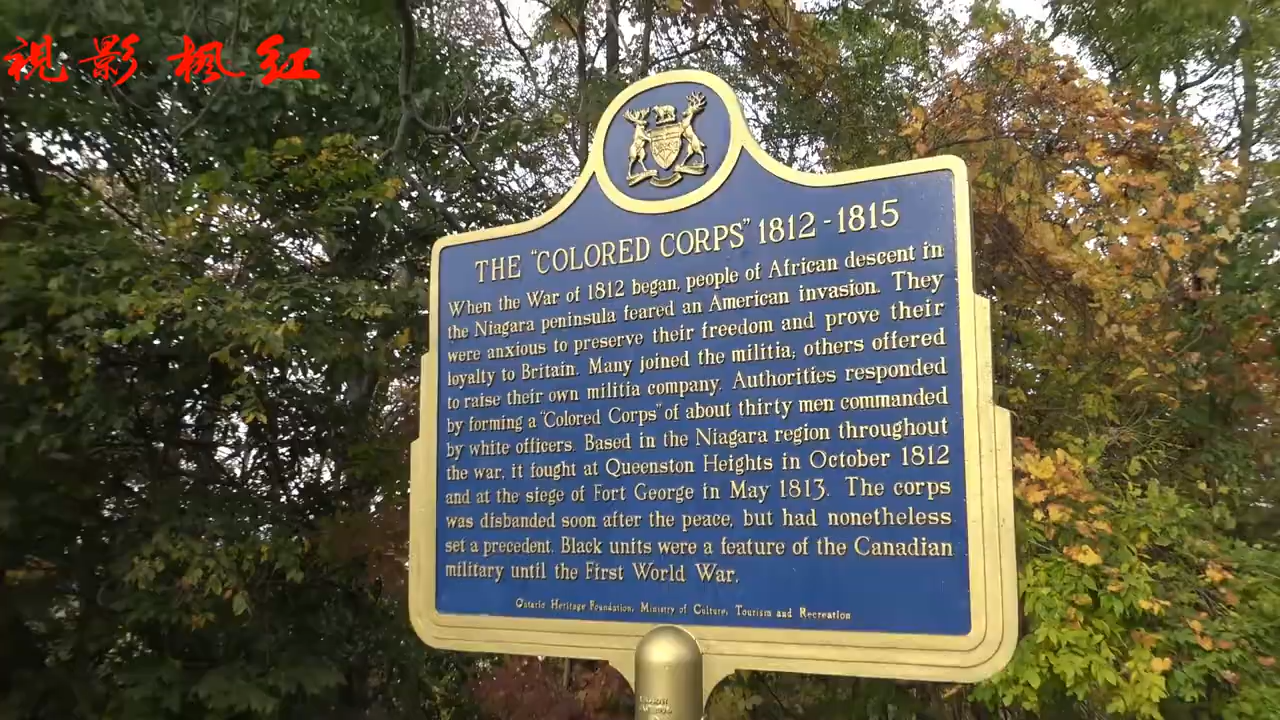 視影楓红
THE "COLORED CORPS" 1812 - 1815
When the War of 1812 began, people of African descent in
the Niagara peninsula feared an American invasion. They
were anxious to preserve their freedom and prove their
loyalty to Britain. Many joined the militia; others offered
to raise their own militia company. Authorities responded
by forming a "Colored Corps" of about thirty men commanded
by white officers. Based in the Niagara region throughout
the war, it fought at Queenston Heights in October 1812
and at the siege of Fort George in May 1813. The corps
was disbanded soon after the peace, but had nonetheless
set a precedent. Black units were a feature of the Canadian
military until the First World War.
Ontario Heritage Foundation, Ministry of Culture, Tourism and Recreation